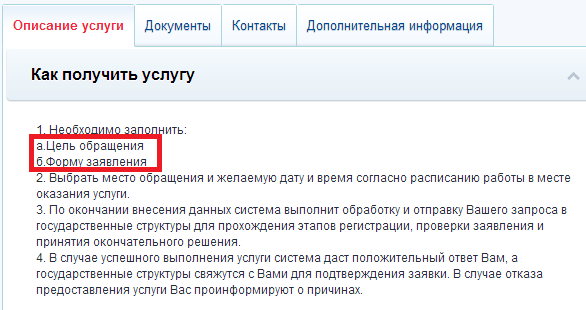 Описание услуги Документы Контакты Дополнительная информация
Как получить услугу
1. Необходимо заполнить:
а.Цель обращения
б.Форму заявления
2. Выбрать место обращения и желаемую дату и время согласно расписанию работы в месте
оказания услуги.
3. По окончании внесения данных система выполнит обработку и отправку Вашего запроса в
государственные структуры для прохождения этапов регистрации, проверки заявления и
принятия окончательного решения.
4. В случае успешного выполнения услуги система даст положительный ответ Вам, а
государственные структуры свяжутся с Вами для подтверждения заявки. В случае отказа
предоставления услуги Вас проинформируют о причинах.